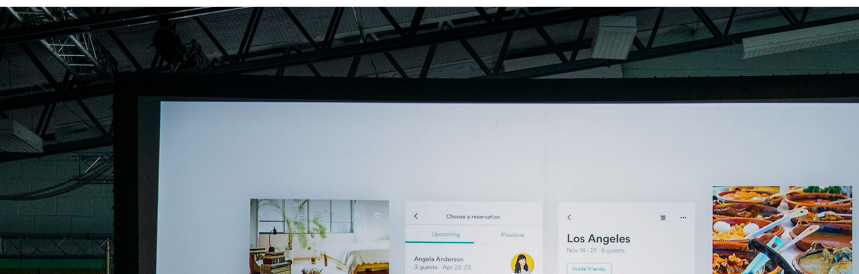 Choose a reservation
Upcoming
Previous
Angela Anderson
3 guests · Apr 22-23
Los Angeles
Nov 14 - 21 · 6 guests
Invite friends